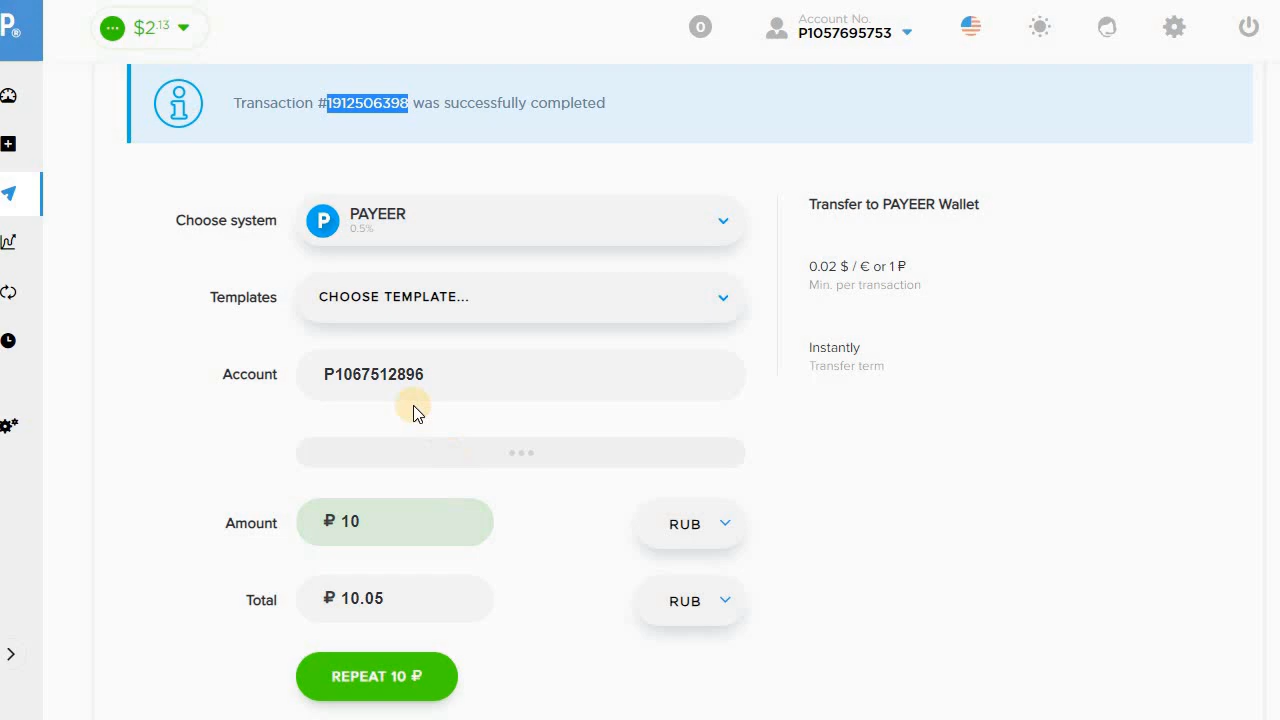 P®
$2.13
0
Account No.
P1057695753
Transaction #1912506398 was successfully completed
Choose system
P
PAYEER
0.5%
Transfer to PAYEER Wallet
0.02 $ / € or 1 ₽
Min. per transaction
Instantly
Transfer term
Templates
CHOOSE TEMPLATE...
Account
P1067512896
Amount
₽ 10
RUB
Total
₽ 10.05
RUB
REPEAT 10 ₽